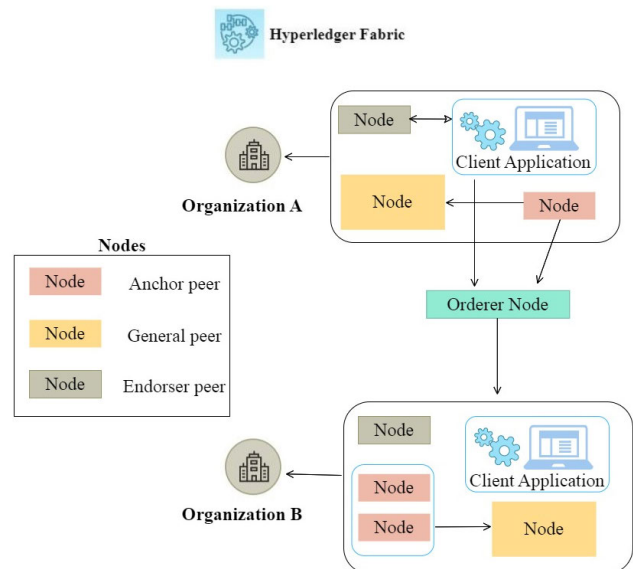 Hyperledger Fabric
Node
Client Application
Organization A
Node
Node
Nodes
Node
Anchor peer
Node
General peer
Node
Endorser peer
Orderer Node
Node
Client Application
Node
Organization B
Node
Node